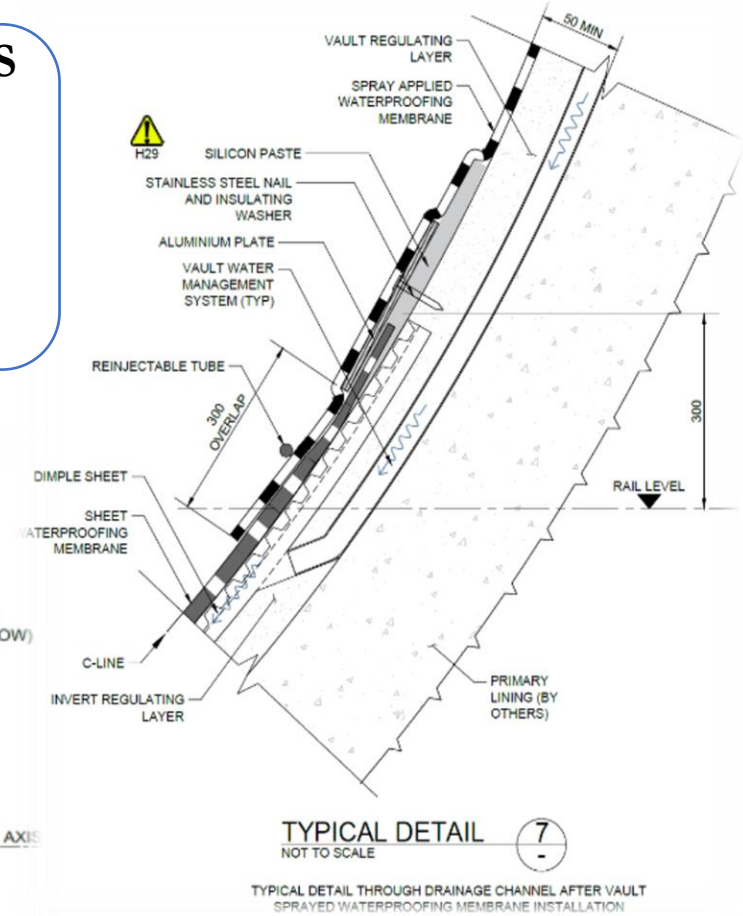 S
50 MIN
VAULT REGULATING
LAYER
SPRAY APPLIED
WATERPROOFING
MEMBRANE
H29
SILICON PASTE
STAINLESS STEEL NAIL
AND INSULATING
WASHER
ALUMINIUM PLATE
VAULT WATER
MANAGEMENT
SYSTEM (TYP)
REINJECTABLE TUBE
300
OVERLAP
300
RAIL LEVEL
DIMPLE SHEET
SHEET
WATERPROOFING
MEMBRANE
OW)
C-LINE
INVERT REGULATING
LAYER
PRIMARY
LINING (BY
OTHERS)
AXIS
TYPICAL DETAIL
7
-
NOT TO SCALE
TYPICAL DETAIL THROUGH DRAINAGE CHANNEL AFTER VAULT
SPRAYED WATERPROOFING MEMBRANE INSTALLATION